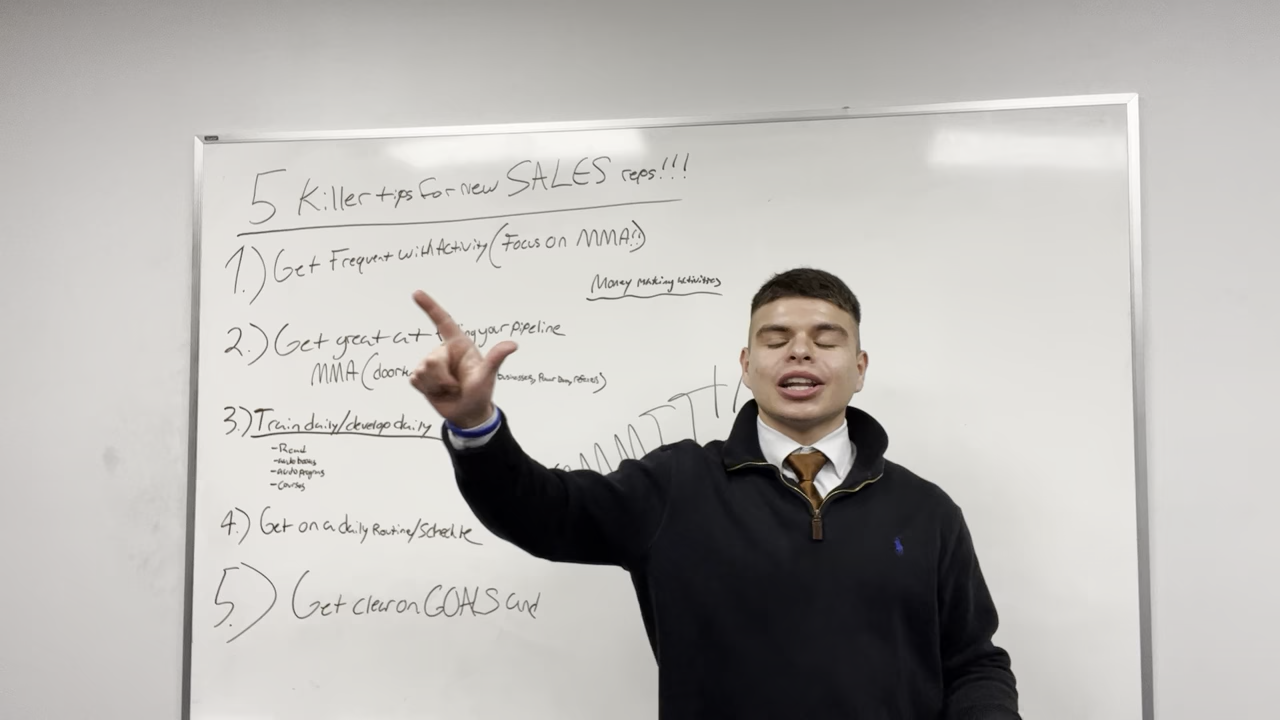 5 Killer tips For new SALES reps!!!
1.) Get Frequent with Activity (Focus on MMA!!)
Money Making Activities
2.) Get great at your pipeline
MMA (door businesses, referrals)
3.) Train daily/develop daily
- Read
- Audio books
- Audio programs
- Courses
4.) Get on a daily Routine/Schedule
5.) Get clear on GOALS and